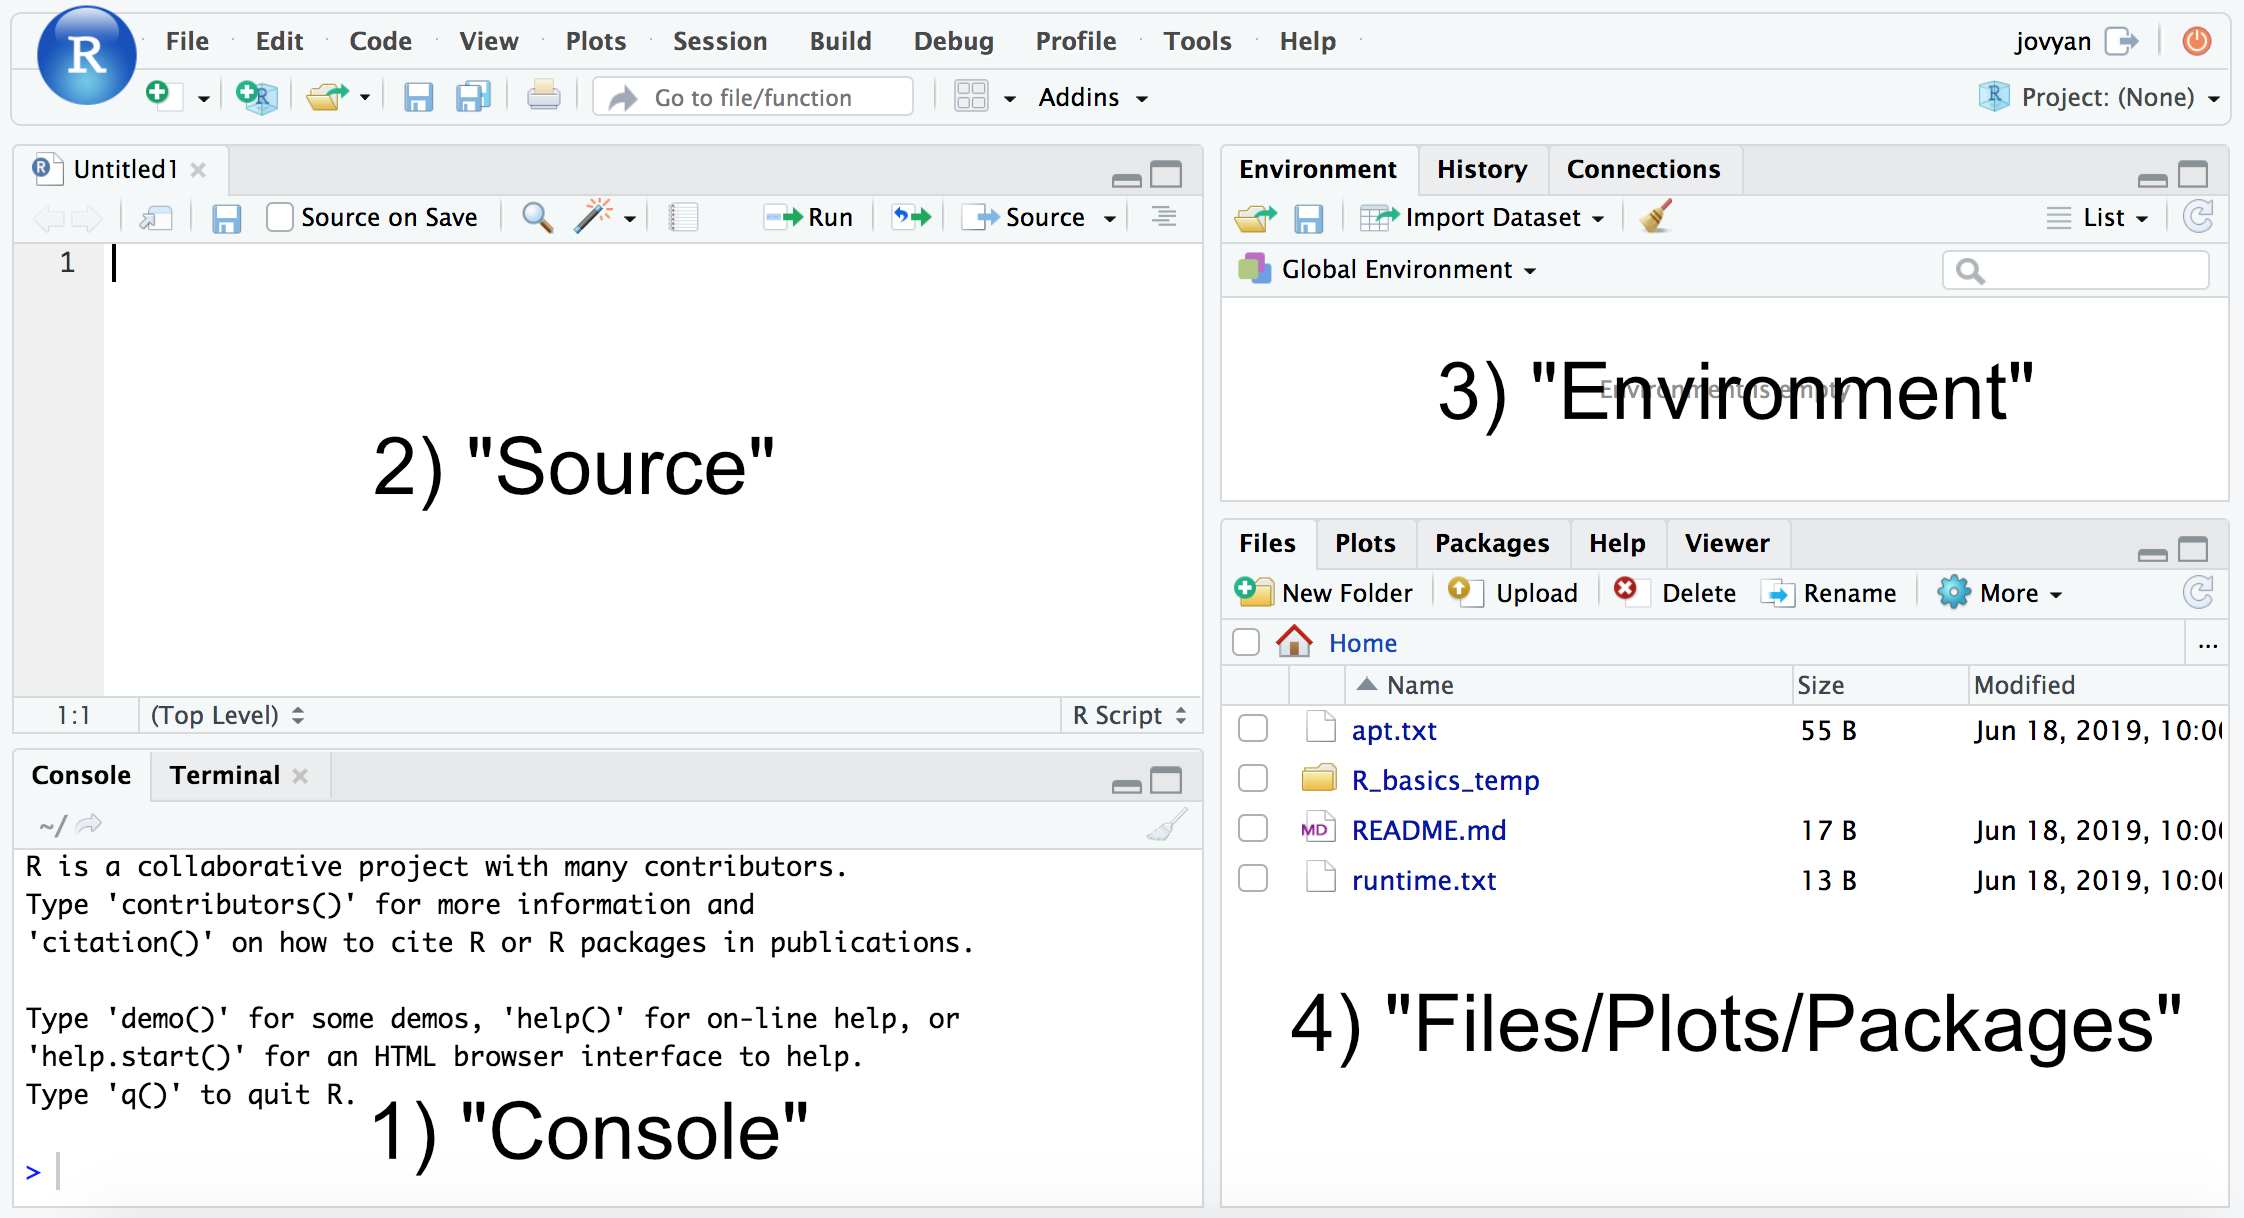 R
File Edit Code View Plots Session Build Debug Profile Tools Help
jovyan
Go to file/function
Addins
R Project: (None)
R Untitled1
Source on Save
Run
Source
1
2) "Source"
1:1
(Top Level)
R Script
Console
Terminal
~/
R is a collaborative project with many contributors.
Type 'contributors()' for more information and
'citation()' on how to cite R or R packages in publications.
Type 'demo()' for some demos, 'help()' for on-line help, or
'help.start()' for an HTML browser interface to help.
Type 'q()' to quit R.
1) "Console"
>
Environment History Connections
Import Dataset
List
Global Environment
Environment is empty
3) "Environment"
Files Plots Packages Help Viewer
New Folder Upload Delete Rename More
Home
...
Name Size Modified
apt.txt 55 B Jun 18, 2019, 10:0
R_basics_temp
MD README.md 17 B Jun 18, 2019, 10:0
runtime.txt 13 B Jun 18, 2019, 10:0
4) "Files/Plots/Packages"